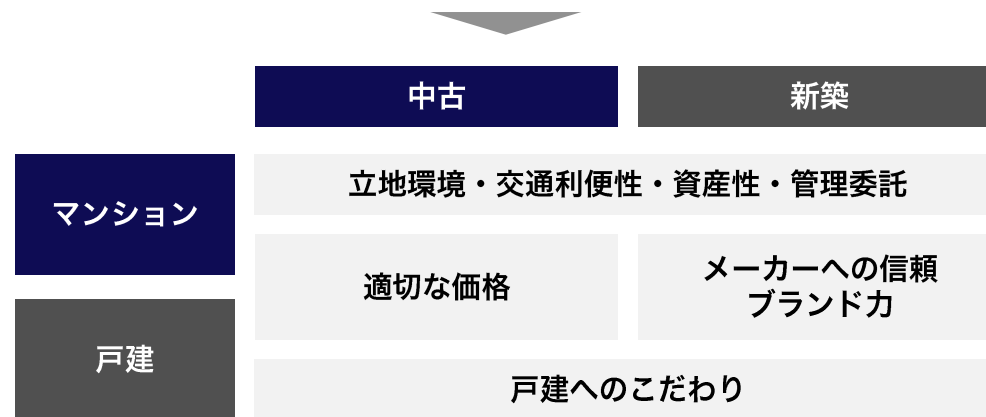 中古
新築
マンション
立地環境・交通利便性・資産性・管理委託
適切な価格
メーカーへの信頼
ブランド力
戸建
戸建へのこだわり